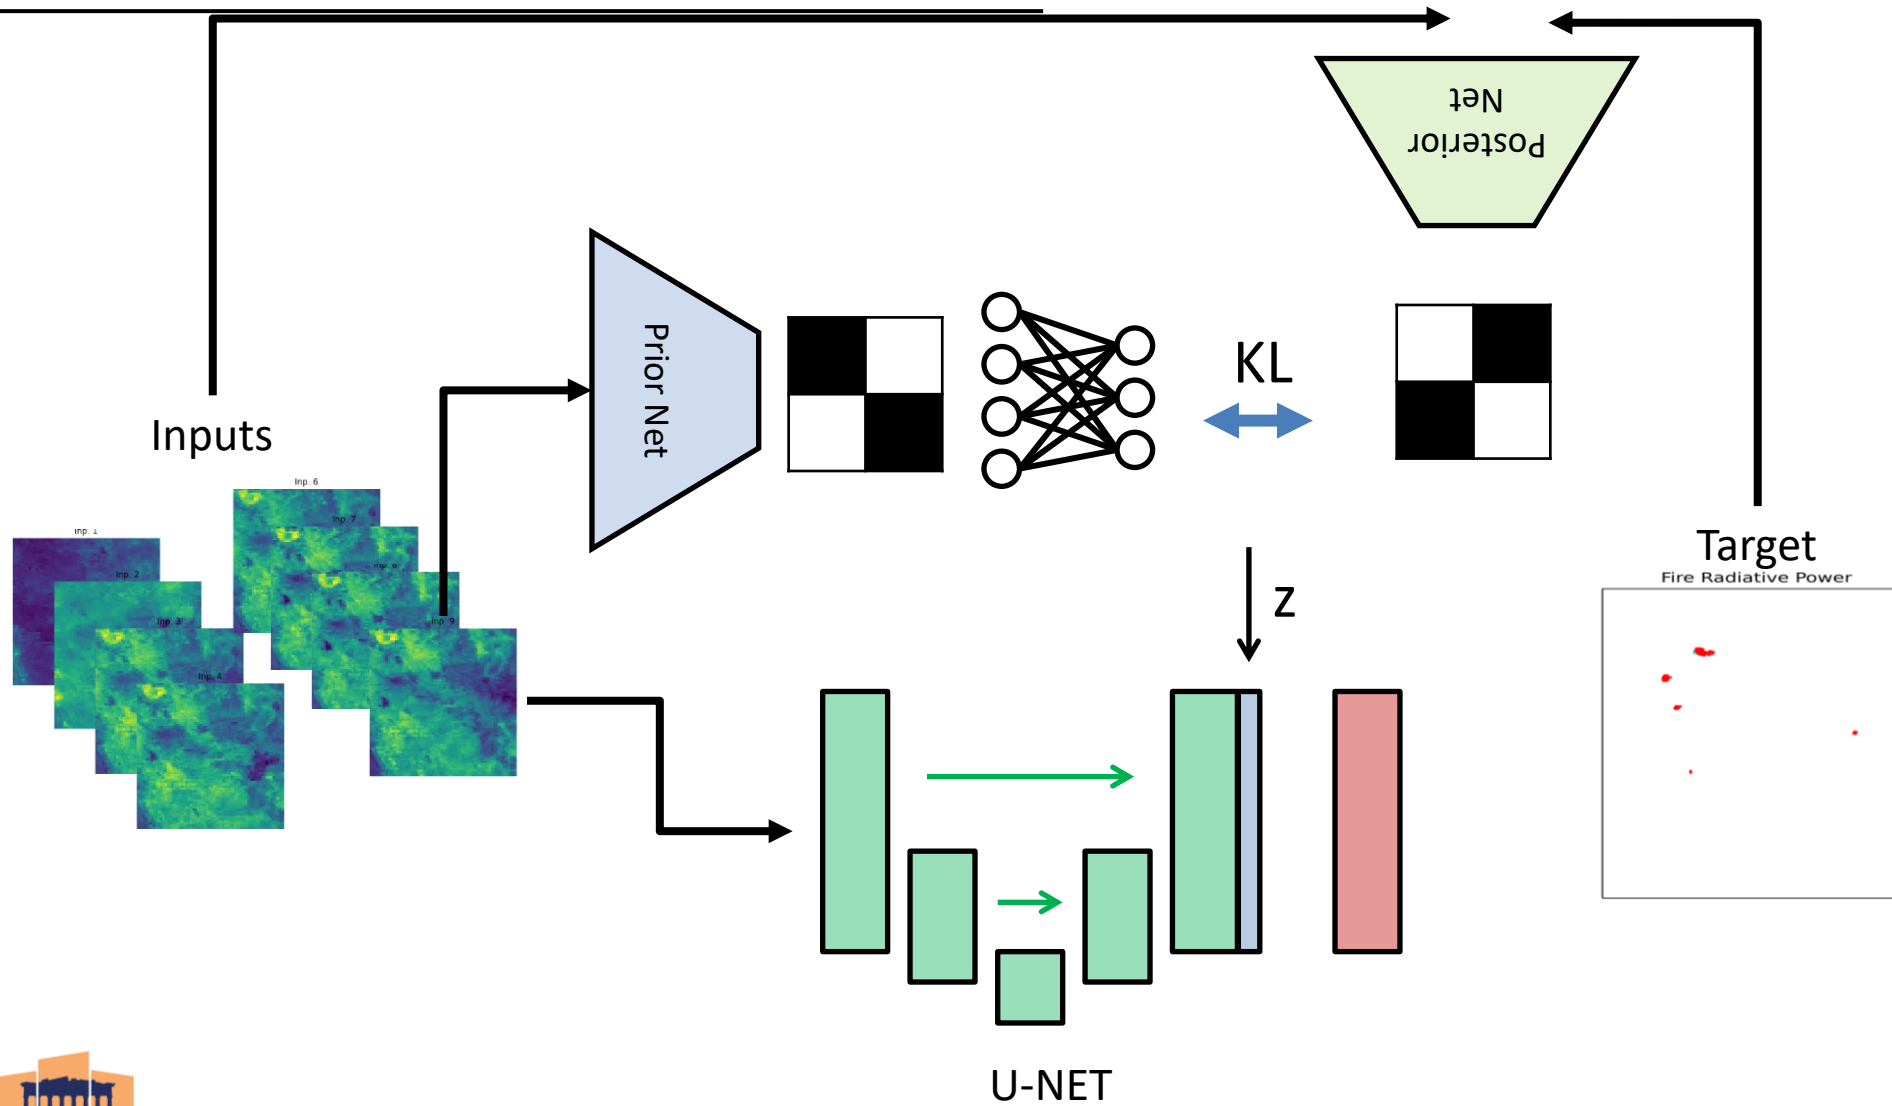 Posterior
Net
Prior Net
KL
Inputs
Inp. 6
Inp. 7
Inp. 1
Inp. 2
Inp. 3
Inp. 4
Inp. 9
z
Target
Fire Radiative Power
U-NET